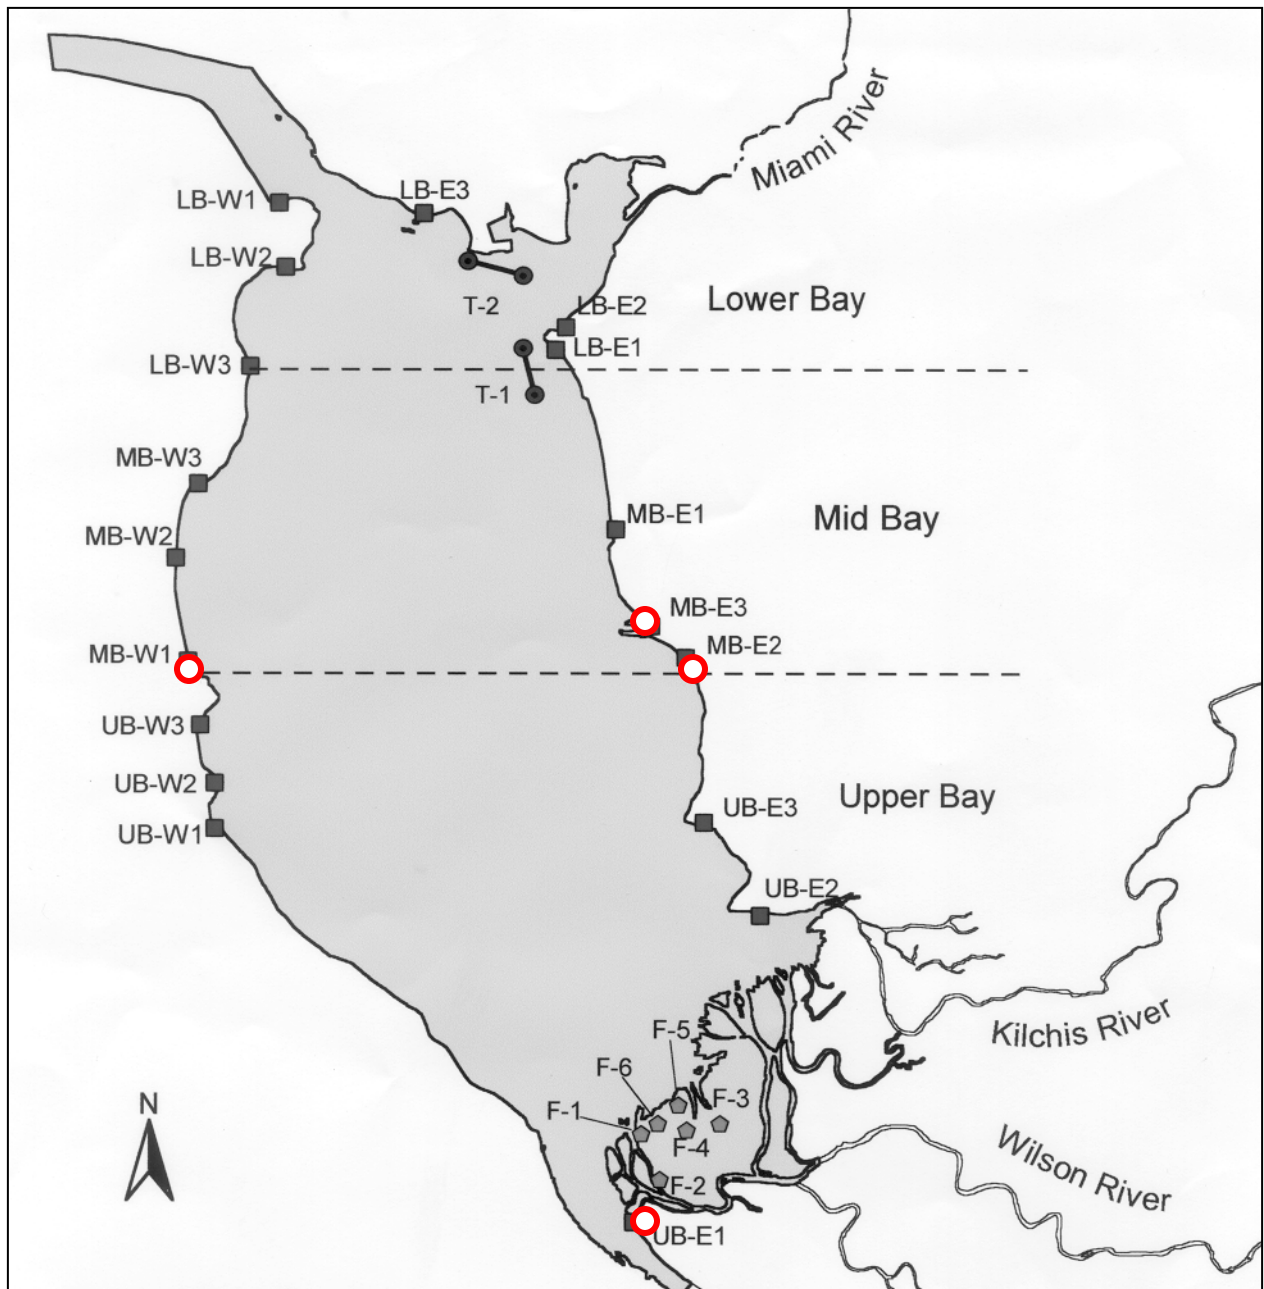 Miami River
LB-W1
LB-E3
LB-W2
T-2
LB-E2
Lower Bay
LB-E1
LB-W3
T-1
MB-W3
MB-E1
Mid Bay
MB-W2
MB-E3
MB-E2
MB-W1
UB-W3
UB-W2
Upper Bay
UB-E3
UB-W1
UB-E2
Kilchis River
F-5
F-6
F-3
F-1
N
F-4
Wilson River
F-2
UB-E1